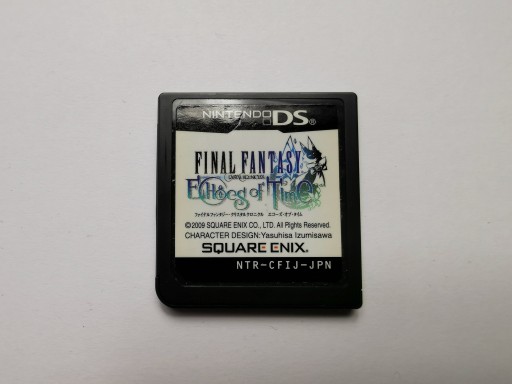 NINTENDO DS
FINAL FANTASY
CRYSTAL CHRONICLES
Echoes of Time
ファイナルファンタジー・クリスタルクロニクル エコーズ・オブ・タイム
©2009 SQUARE ENIX CO., LTD. All Rights Reserved.
CHARACTER DESIGN:Yasuhisa Izumisawa
SQUARE ENIX.
NTR-CFIJ-JPN